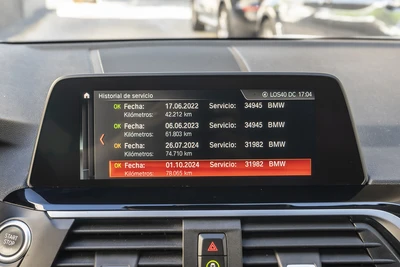 Historial de servicio LOS40 DC 17:04
OK Fecha: 17.06.2022 Servicio: 34945 BMW
Kilómetros: 42.212 km
OK Fecha: 06.06.2023 Servicio: 34945 BMW
Kilómetros: 61.803 km
OK Fecha: 26.07.2024 Servicio: 31982 BMW
Kilómetros: 74.710 km
OK Fecha: 01.10.2024 Servicio: 31982 BMW
Kilómetros: 78.065 km
START
STOP